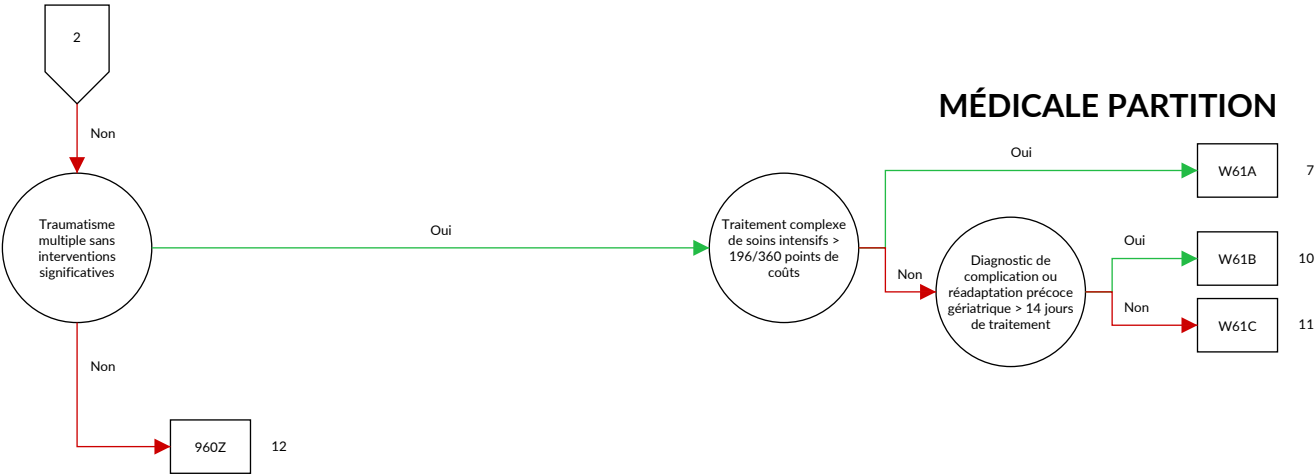 2
Non
MÉDICALE PARTITION
Oui
W61A
7
Traumatisme
multiple sans
interventions
significatives
Oui
Traitement complexe
de soins intensifs >
196/360 points de
coûts
Non
Diagnostic de
complication ou
réadaptation précoce
gériatrique > 14 jours
de traitement
Oui
W61B
10
Non
W61C
11
Non
960Z
12